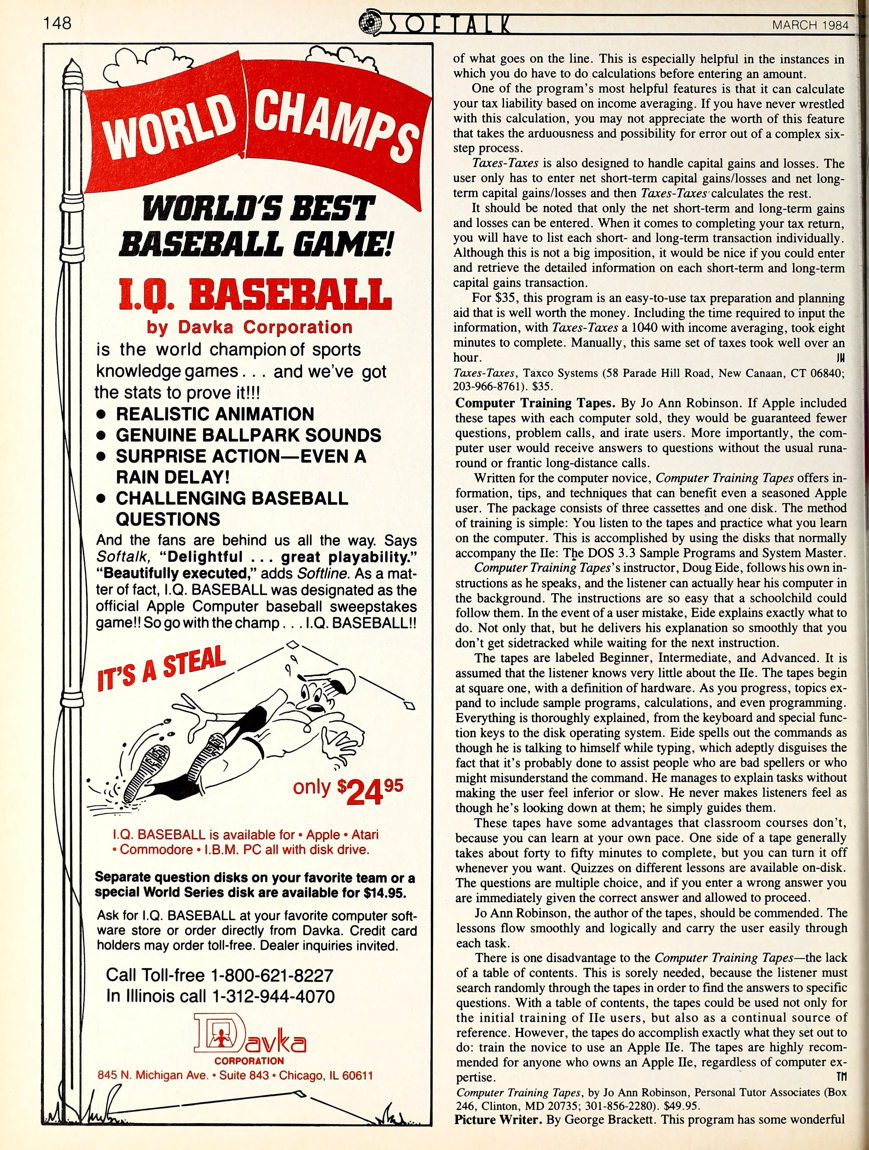 148
SOFTALK
MARCH 1984
WORLD CHAMPS
WORLD'S BEST
BASEBALL GAME!
I.Q. BASEBALL
by Davka Corporation
is the world champion of sports
knowledge games . . . and we've got
the stats to prove it!!!
● REALISTIC ANIMATION
● GENUINE BALLPARK SOUNDS
● SURPRISE ACTION—EVEN A
RAIN DELAY!
● CHALLENGING BASEBALL
QUESTIONS
And the fans are behind us all the way. Says
Softalk, "Delightful . . . great playability."
"Beautifully executed," adds Softline. As a mat-
ter of fact, I.Q. BASEBALL was designated as the
official Apple Computer baseball sweepstakes
game!! So go with the champ . . . I.Q. BASEBALL!!
IT'S A STEAL
only $24.95
I.Q. BASEBALL is available for • Apple • Atari
• Commodore • I.B.M. PC all with disk drive.
Separate question disks on your favorite team or a
special World Series disk are available for $14.95.
Ask for I.Q. BASEBALL at your favorite computer soft-
ware store or order directly from Davka. Credit card
holders may order toll-free. Dealer inquiries invited.
Call Toll-free 1-800-621-8227
In Illinois call 1-312-944-4070
Davka
CORPORATION
845 N. Michigan Ave. • Suite 843 • Chicago, IL 60611
of what goes on the line. This is especially helpful in the instances in
which you do have to do calculations before entering an amount.
One of the program's most helpful features is that it can calculate
your tax liability based on income averaging. If you have never wrestled
with this calculation, you may not appreciate the worth of this feature
that takes the arduousness and possibility for error out of a complex six-
step process.
Taxes-Taxes is also designed to handle capital gains and losses. The
user only has to enter net short-term capital gains/losses and net long-
term capital gains/losses and then Taxes-Taxes calculates the rest.
It should be noted that only the net short-term and long-term gains
and losses can be entered. When it comes to completing your tax return,
you will have to list each short- and long-term transaction individually.
Although this is not a big imposition, it would be nice if you could enter
and retrieve the detailed information on each short-term and long-term
capital gains transaction.
For $35, this program is an easy-to-use tax preparation and planning
aid that is well worth the money. Including the time required to input the
information, with Taxes-Taxes a 1040 with income averaging, took eight
minutes to complete. Manually, this same set of taxes took well over an
hour. JW
Taxes-Taxes, Taxco Systems (58 Parade Hill Road, New Canaan, CT 06840;
203-966-8761). $35.
Computer Training Tapes. By Jo Ann Robinson. If Apple included
these tapes with each computer sold, they would be guaranteed fewer
questions, problem calls, and irate users. More importantly, the com-
puter user would receive answers to questions without the usual runa-
round or frantic long-distance calls.
Written for the computer novice, Computer Training Tapes offers in-
formation, tips, and techniques that can benefit even a seasoned Apple
user. The package consists of three cassettes and one disk. The method
of training is simple: You listen to the tapes and practice what you learn
on the computer. This is accomplished by using the disks that normally
accompany the IIe: The DOS 3.3 Sample Programs and System Master.
Computer Training Tapes's instructor, Doug Eide, follows his own in-
structions as he speaks, and the listener can actually hear his computer in
the background. The instructions are so easy that a schoolchild could
follow them. In the event of a user mistake, Eide explains exactly what to
do. Not only that, but he delivers his explanation so smoothly that you
don't get sidetracked while waiting for the next instruction.
The tapes are labeled Beginner, Intermediate, and Advanced. It is
assumed that the listener knows very little about the IIe. The tapes begin
at square one, with a definition of hardware. As you progress, topics ex-
pand to include sample programs, calculations, and even programming.
Everything is thoroughly explained, from the keyboard and special func-
tion keys to the disk operating system. Eide spells out the commands as
though he is talking to himself while typing, which adeptly disguises the
fact that it's probably done to assist people who are bad spellers or who
might misunderstand the command. He manages to explain tasks without
making the user feel inferior or slow. He never makes listeners feel as
though he's looking down at them; he simply guides them.
These tapes have some advantages that classroom courses don't,
because you can learn at your own pace. One side of a tape generally
takes about forty to fifty minutes to complete, but you can turn it off
whenever you want. Quizzes on different lessons are available on-disk.
The questions are multiple choice, and if you enter a wrong answer you
are immediately given the correct answer and allowed to proceed.
Jo Ann Robinson, the author of the tapes, should be commended. The
lessons flow smoothly and logically and carry the user easily through
each task.
There is one disadvantage to the Computer Training Tapes—the lack
of a table of contents. This is sorely needed, because the listener must
search randomly through the tapes in order to find the answers to specific
questions. With a table of contents, the tapes could be used not only for
the initial training of IIe users, but also as a continual source of
reference. However, the tapes do accomplish exactly what they set out to
do: train the novice to use an Apple IIe. The tapes are highly recom-
mended for anyone who owns an Apple IIe, regardless of computer ex-
pertise. TM
Computer Training Tapes, by Jo Ann Robinson, Personal Tutor Associates (Box
246, Clinton, MD 20735; 301-856-2280). $49.95.
Picture Writer. By George Brackett. This program has some wonderful